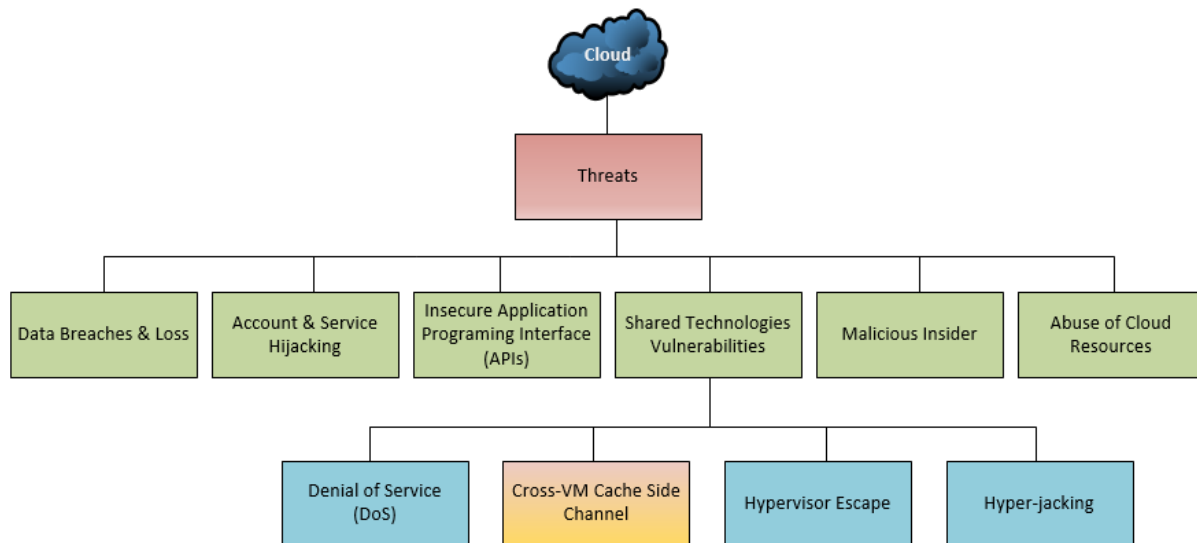 Cloud
Threats
Data Breaches & Loss
Account & Service
Hijacking
Insecure Application
Programing Interface
(APIs)
Shared Technologies
Vulnerabilities
Malicious Insider
Abuse of Cloud
Resources
Denial of Service
(DoS)
Cross-VM Cache Side
Channel
Hypervisor Escape
Hyper-jacking